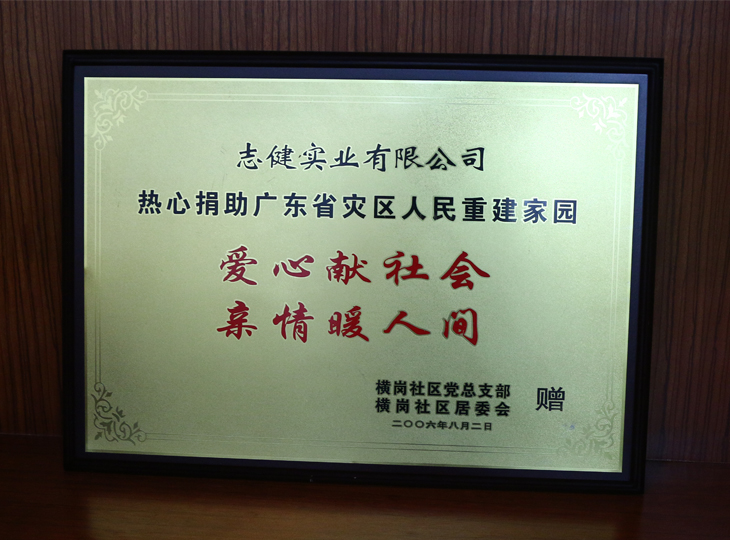 志健实业有限公司
热心捐助广东省灾区人民重建家园
爱心献社会
亲情暖人间
横岗社区党总支部
横岗社区居委会 赠
二〇〇六年八月二日